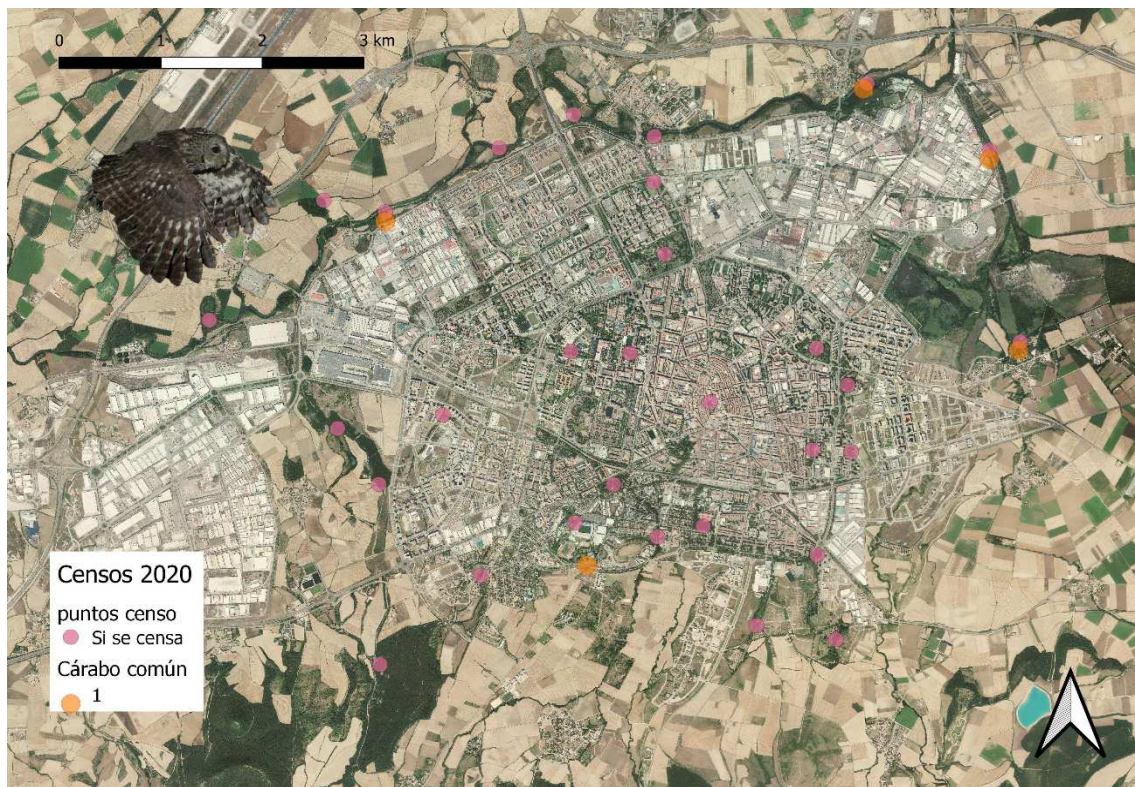 0 1 2 3 km
Censos 2020
puntos censo
Si se censa
Cárabo común
1